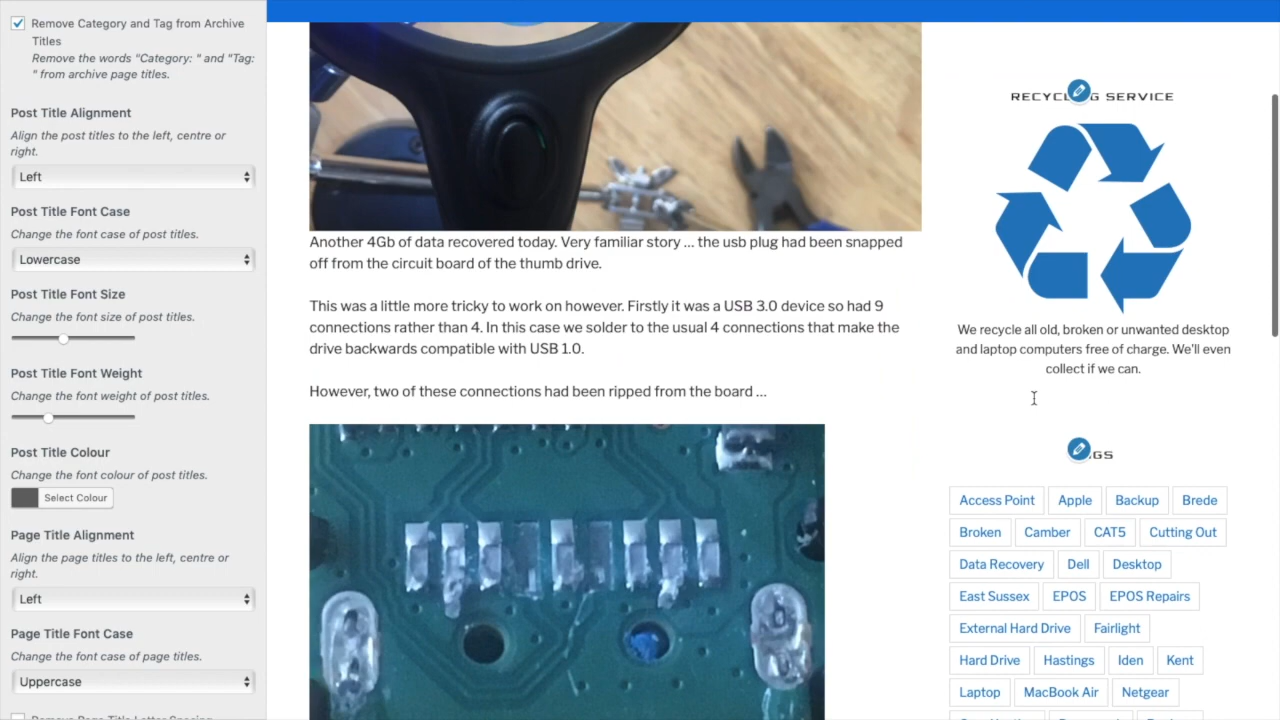 Remove Category and Tag from Archive
Titles
Remove the words "Category: " and "Tag:
" from archive page titles.
Post Title Alignment
Align the post titles to the left, centre or
right.
Left
Post Title Font Case
Change the font case of post titles.
Lowercase
Post Title Font Size
Change the font size of post titles.
Post Title Font Weight
Change the font weight of post titles.
Post Title Colour
Change the font colour of post titles.
Select Colour
Page Title Alignment
Align the page titles to the left, centre or
right.
Left
Page Title Font Case
Change the font case of page titles.
Uppercase
Remove Page Title Letter Spacing
Another 4Gb of data recovered today. Very familiar story ... the usb plug had been snapped
off from the circuit board of the thumb drive.
This was a little more tricky to work on however. Firstly it was a USB 3.0 device so had 9
connections rather than 4. In this case we solder to the usual 4 connections that make the
drive backwards compatible with USB 1.0.
However, two of these connections had been ripped from the board ...
SERVICE
We recycle all old, broken or unwanted desktop
and laptop computers free of charge. We'll even
collect if we can.
Access Point Apple Backup Brede
Broken Camber CAT5 Cutting Out
Data Recovery Dell Desktop
East Sussex EPOS EPOS Repairs
External Hard Drive Fairlight
Hard Drive Hastings Iden Kent
Laptop MacBook Air Netgear